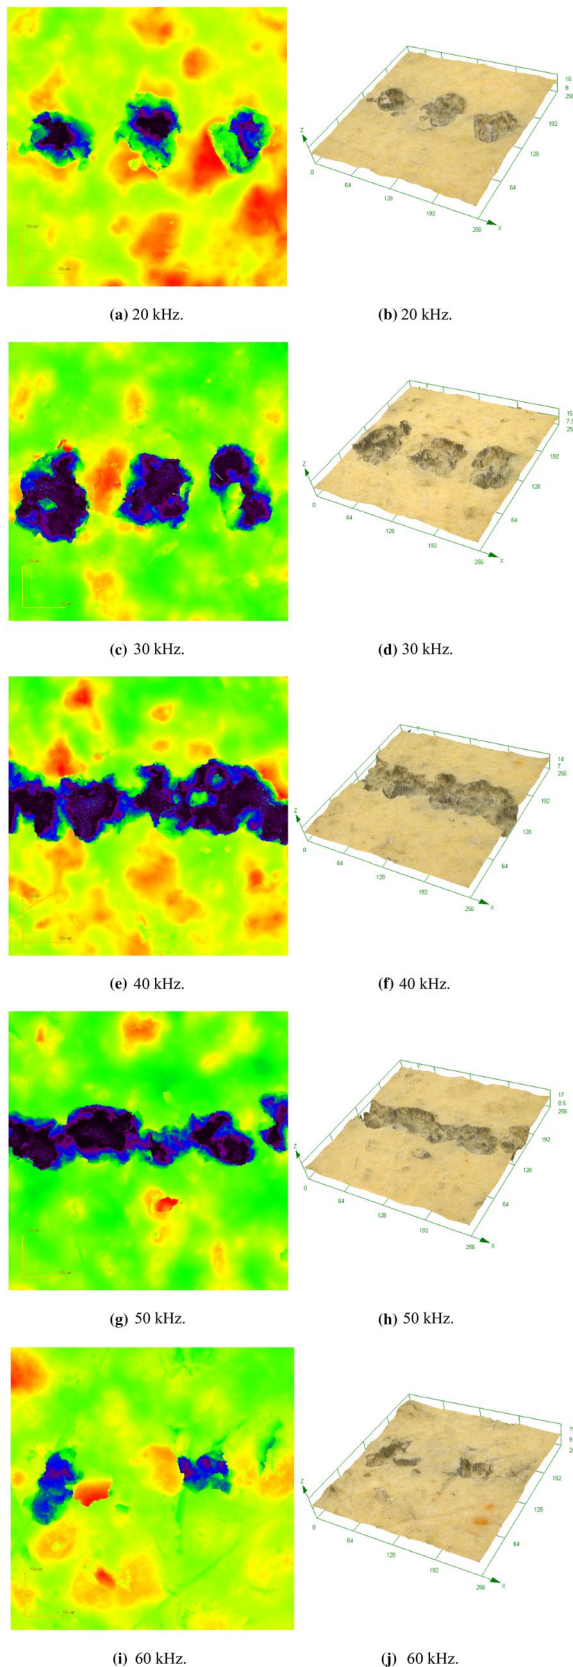 16
8
256
192
128
64
Z
0
64
128
192
256
X
(a) 20 kHz.
(b) 20 kHz.
15
7.5
192
128
64
Z
0
64
128
192
256
X
(c) 30 kHz.
(d) 30 kHz.
14
7
256
192
128
64
Z
0
64
128
192
256
X
(e) 40 kHz.
(f) 40 kHz.
17
8.5
256
192
128
64
Z
0
64
128
192
256
X
(g) 50 kHz.
(h) 50 kHz.
9
192
128
64
Z
0
64
128
192
256
X
(i) 60 kHz.
(j) 60 kHz.